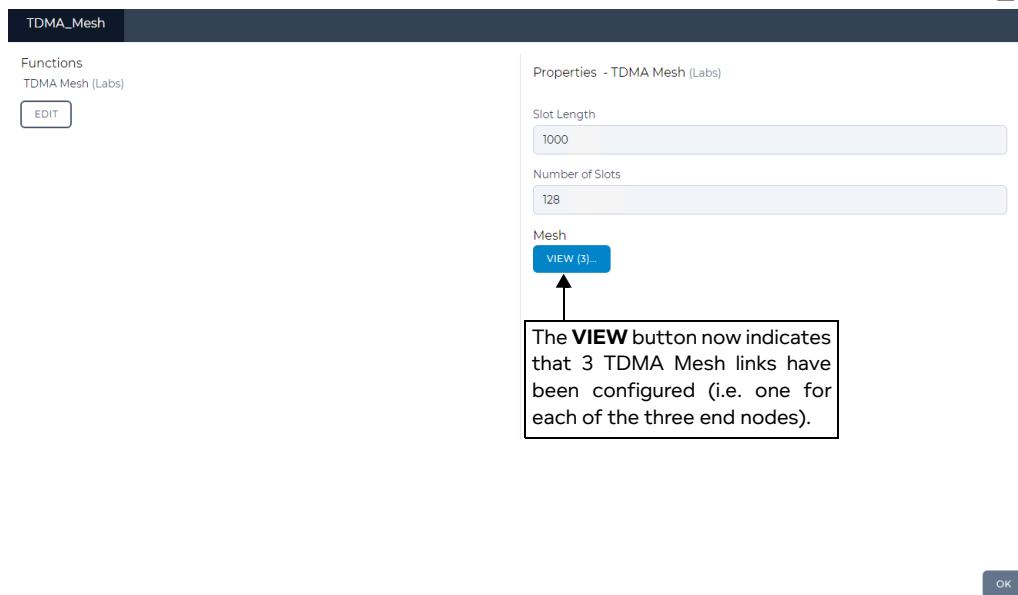 TDMA_Mesh
Functions
TDMA Mesh (Labs)
EDIT
Properties - TDMA Mesh (Labs)
Slot Length
1000
Number of Slots
128
Mesh
VIEW (3)...
The VIEW button now indicates
that 3 TDMA Mesh links have
been configured (i.e. one for
each of the three end nodes).
OK